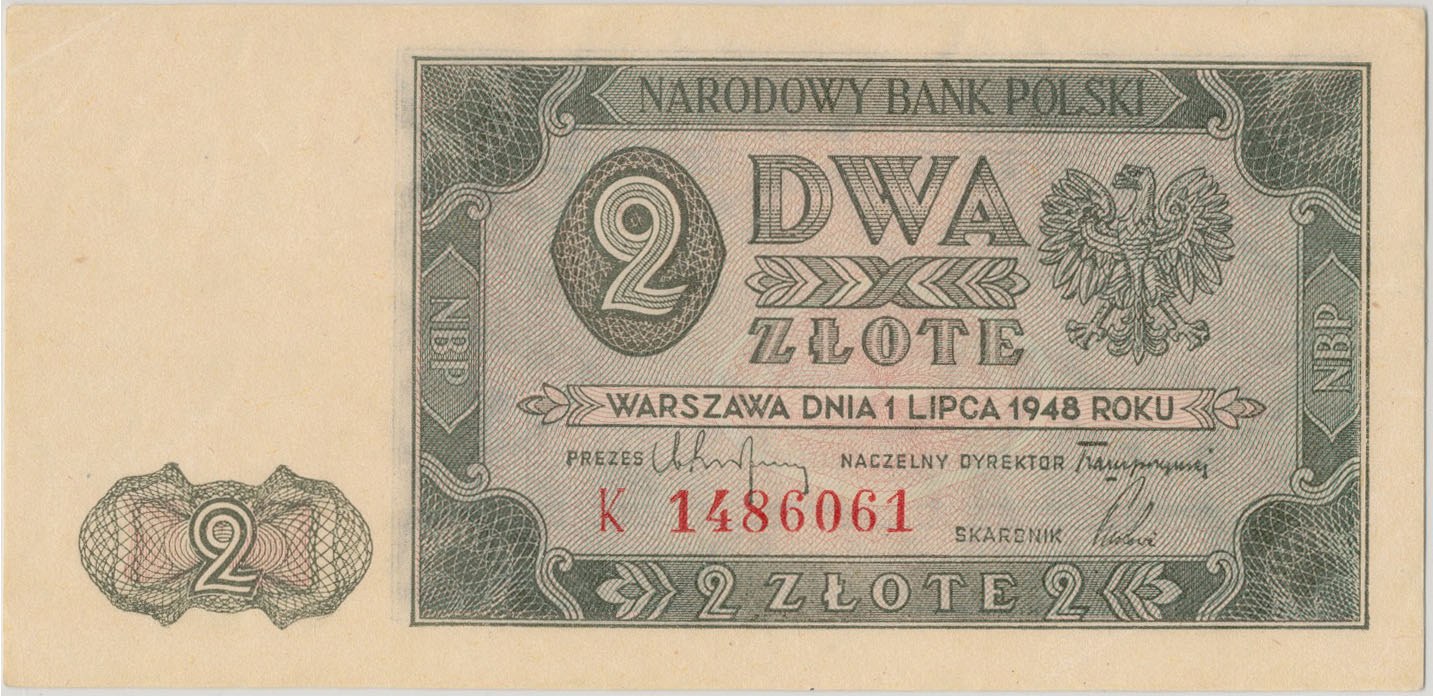 NARODOWY BANK POLSKI
2 DWA
ZŁOTE
NBP
NBP
WARSZAWA DNIA 1 LIPCA 1948 ROKU
PREZES NACZELNY DYREKTOR
K 1486061
SKARBNIK
2
2 ZŁOTE 2